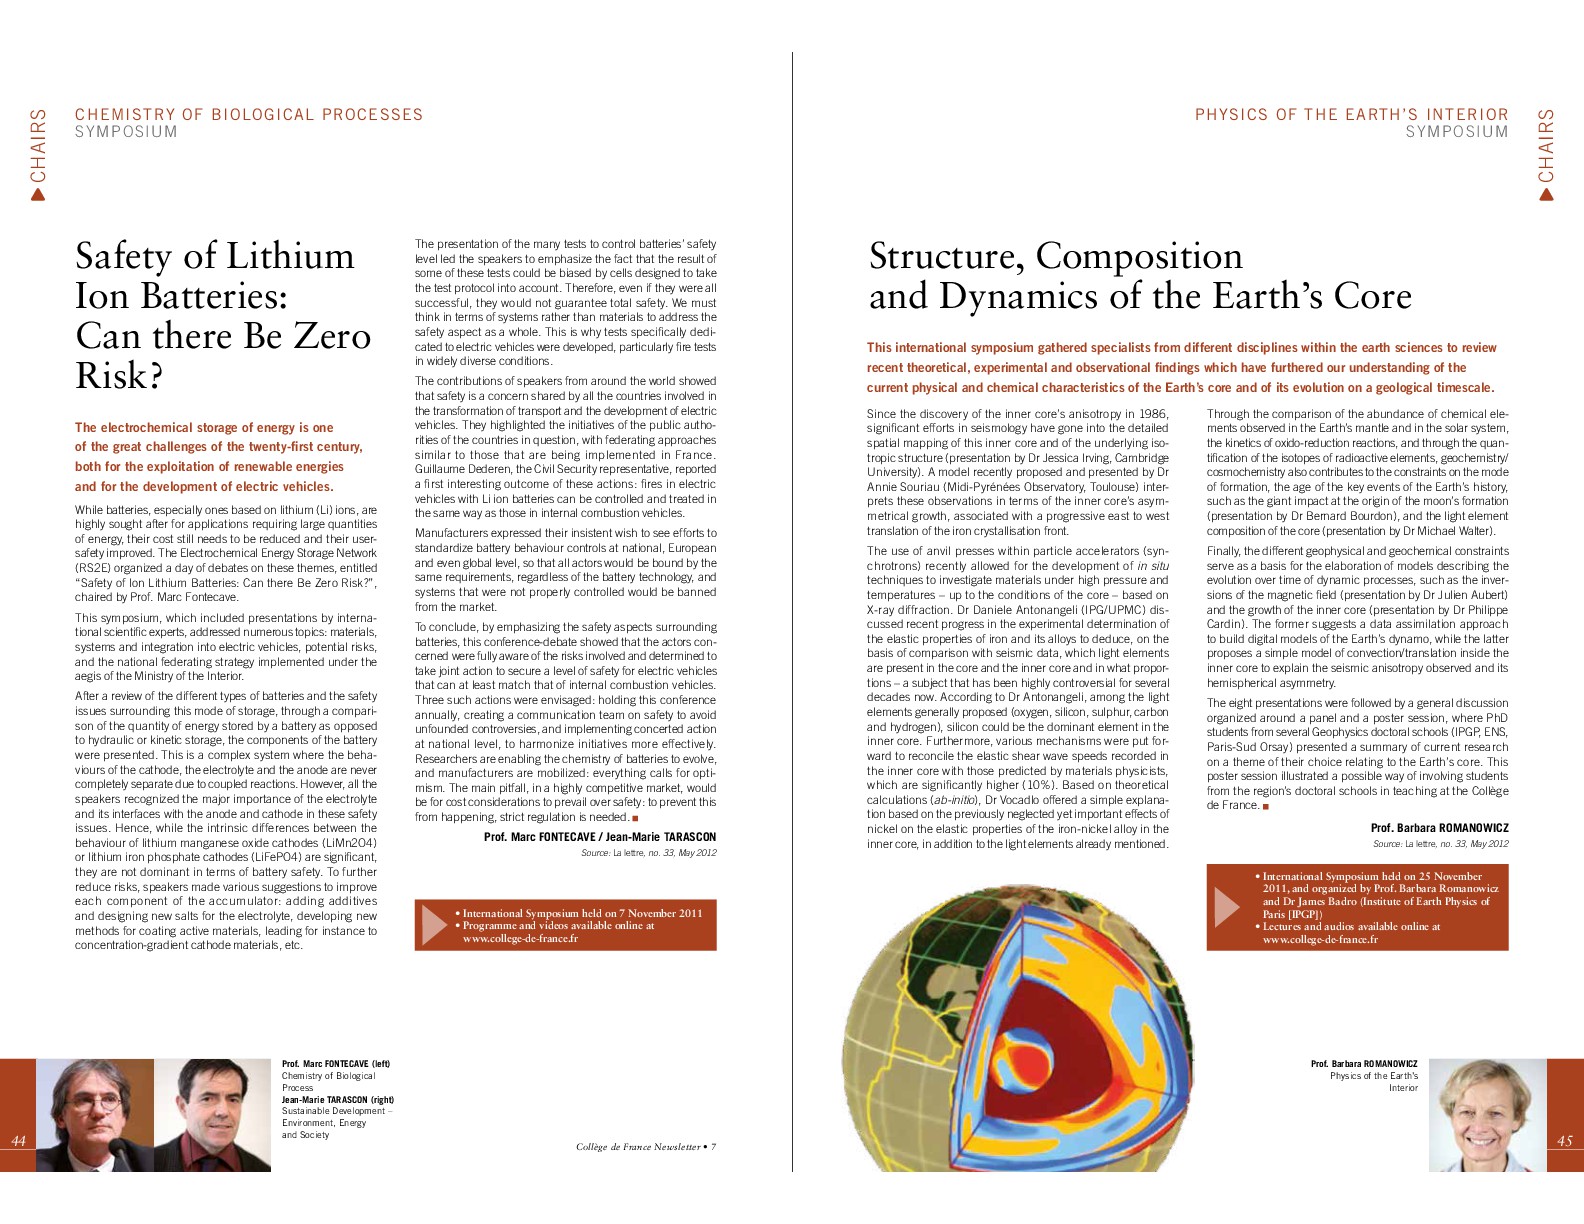 CHAIRS
CHEMISTRY OF BIOLOGICAL PROCESSES
SYMPOSIUM
Safety of Lithium
Ion Batteries:
Can there Be Zero
Risk?
The electrochemical storage of energy is one
of the great challenges of the twenty-first century,
both for the exploitation of renewable energies
and for the development of electric vehicles.
While batteries, especially ones based on lithium (Li) ions, are
highly sought after for applications requiring large quantities
of energy, their cost still needs to be reduced and their user-
safety improved. The Electrochemical Energy Storage Network
(RS2E) organized a day of debates on these themes, entitled
“Safety of Ion Lithium Batteries: Can there Be Zero Risk?”,
chaired by Prof. Marc Fontecave.
This symposium, which included presentations by interna-
tional scientific experts, addressed numerous topics: materials,
systems and integration into electric vehicles, potential risks,
and the national federating strategy implemented under the
aegis of the Ministry of the Interior.
After a review of the different types of batteries and the safety
issues surrounding this mode of storage, through a compari-
son of the quantity of energy stored by a battery as opposed
to hydraulic or kinetic storage, the components of the battery
were presented. This is a complex system where the beha-
viours of the cathode, the electrolyte and the anode are never
completely separate due to coupled reactions. However, all the
speakers recognized the major importance of the electrolyte
and its interfaces with the anode and cathode in these safety
issues. Hence, while the intrinsic differences between the
behaviour of lithium manganese oxide cathodes (LiMn2O4)
or lithium iron phosphate cathodes (LiFePO4) are significant,
they are not dominant in terms of battery safety. To further
reduce risks, speakers made various suggestions to improve
each component of the accumulator: adding additives
and designing new salts for the electrolyte, developing new
methods for coating active materials, leading for instance to
concentration-gradient cathode materials, etc.
The presentation of the many tests to control batteries’ safety
level led the speakers to emphasize the fact that the result of
some of these tests could be biased by cells designed to take
the test protocol into account. Therefore, even if they were all
successful, they would not guarantee total safety. We must
think in terms of systems rather than materials to address the
safety aspect as a whole. This is why tests specifically dedi-
cated to electric vehicles were developed, particularly fire tests
in widely diverse conditions.
The contributions of speakers from around the world showed
that safety is a concern shared by all the countries involved in
the transformation of transport and the development of electric
vehicles. They highlighted the initiatives of the public autho-
rities of the countries in question, with federating approaches
similar to those that are being implemented in France.
Guillaume Dederen, the Civil Security representative, reported
a first interesting outcome of these actions: fires in electric
vehicles with Li ion batteries can be controlled and treated in
the same way as those in internal combustion vehicles.
Manufacturers expressed their insistent wish to see efforts to
standardize battery behaviour controls at national, European
and even global level, so that all actors would be bound by the
same requirements, regardless of the battery technology, and
systems that were not properly controlled would be banned
from the market.
To conclude, by emphasizing the safety aspects surrounding
batteries, this conference-debate showed that the actors con-
cerned were fully aware of the risks involved and determined to
take joint action to secure a level of safety for electric vehicles
that can at least match that of internal combustion vehicles.
Three such actions were envisaged: holding this conference
annually, creating a communication team on safety to avoid
unfounded controversies, and implementing concerted action
at national level, to harmonize initiatives more effectively.
Researchers are enabling the chemistry of batteries to evolve,
and manufacturers are mobilized: everything calls for opti-
mism. The main pitfall, in a highly competitive market, would
be for cost considerations to prevail over safety: to prevent this
from happening, strict regulation is needed. ■
Prof. Marc FONTECAVE / Jean-Marie TARASCON
Source: La lettre, no. 33, May 2012
• International Symposium held on 7 November 2011
• Programme and videos available online at
www.college-de-france.fr
Prof. Marc FONTECAVE (left)
Chemistry of Biological
Process
Jean-Marie TARASCON (right)
Sustainable Development –
Environment, Energy
and Society
44
Collège de France Newsletter • 7
PHYSICS OF THE EARTH’S INTERIOR
SYMPOSIUM
CHAIRS
Structure, Composition
and Dynamics of the Earth’s Core
This international symposium gathered specialists from different disciplines within the earth sciences to review
recent theoretical, experimental and observational findings which have furthered our understanding of the
current physical and chemical characteristics of the Earth’s core and of its evolution on a geological timescale.
Since the discovery of the inner core’s anisotropy in 1986,
significant efforts in seismology have gone into the detailed
spatial mapping of this inner core and of the underlying iso-
tropic structure (presentation by Dr Jessica Irving, Cambridge
University). A model recently proposed and presented by Dr
Annie Souriau (Midi-Pyrénées Observatory, Toulouse) inter-
prets these observations in terms of the inner core’s asym-
metrical growth, associated with a progressive east to west
translation of the iron crystallisation front.
The use of anvil presses within particle accelerators (syn-
chrotrons) recently allowed for the development of in situ
techniques to investigate materials under high pressure and
temperatures – up to the conditions of the core – based on
X-ray diffraction. Dr Daniele Antonangeli (IPG/UPMC) dis-
cussed recent progress in the experimental determination of
the elastic properties of iron and its alloys to deduce, on the
basis of comparison with seismic data, which light elements
are present in the core and the inner core and in what propor-
tions – a subject that has been highly controversial for several
decades now. According to Dr Antonangeli, among the light
elements generally proposed (oxygen, silicon, sulphur, carbon
and hydrogen), silicon could be the dominant element in the
inner core. Furthermore, various mechanisms were put for-
ward to reconcile the elastic shear wave speeds recorded in
the inner core with those predicted by materials physicists,
which are significantly higher (10%). Based on theoretical
calculations (ab-initio), Dr Vocadlo offered a simple explana-
tion based on the previously neglected yet important effects of
nickel on the elastic properties of the iron-nickel alloy in the
inner core, in addition to the light elements already mentioned.
Through the comparison of the abundance of chemical ele-
ments observed in the Earth’s mantle and in the solar system,
the kinetics of oxido-reduction reactions, and through the quan-
tification of the isotopes of radioactive elements, geochemistry/
cosmochemistry also contributes to the constraints on the mode
of formation, the age of the key events of the Earth’s history,
such as the giant impact at the origin of the moon’s formation
(presentation by Dr Bernard Bourdon), and the light element
composition of the core (presentation by Dr Michael Walter).
Finally, the different geophysical and geochemical constraints
serve as a basis for the elaboration of models describing the
evolution over time of dynamic processes, such as the inver-
sions of the magnetic field (presentation by Dr Julien Aubert)
and the growth of the inner core (presentation by Dr Philippe
Cardin). The former suggests a data assimilation approach
to build digital models of the Earth’s dynamo, while the latter
proposes a simple model of convection/translation inside the
inner core to explain the seismic anisotropy observed and its
hemispherical asymmetry.
The eight presentations were followed by a general discussion
organized around a panel and a poster session, where PhD
students from several Geophysics doctoral schools (IPGP, ENS,
Paris-Sud Orsay) presented a summary of current research
on a theme of their choice relating to the Earth’s core. This
poster session illustrated a possible way of involving students
from the region’s doctoral schools in teaching at the Collège
de France. ■
Prof. Barbara ROMANOWICZ
Source: La lettre, no. 33, May 2012
• International Symposium held on 25 November
2011, and organized by Prof. Barbara Romanowicz
and Dr James Badro (Institute of Earth Physics of
Paris [IPGP])
• Lectures and audios available online at
www.college-de-france.fr
Prof. Barbara ROMANOWICZ
Physics of the Earth’s
Interior
45